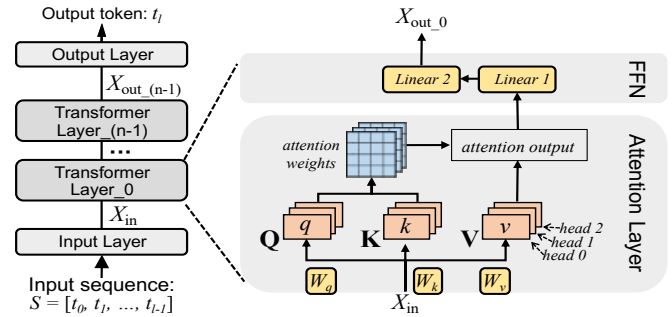 Output token: t_l
Output Layer
X_out_(n-1)
Transformer
Layer_(n-1)
...
Transformer
Layer_0
X_in
Input Layer
Input sequence:
S = [t_0, t_1, ..., t_{l-1}]
X_out_0
Linear 2
Linear 1
FFN
attention
weights
attention output
Attention Layer
Q
q
K
k
V
v
head 2
head 1
head 0
W_q
W_k
W_v
X_in